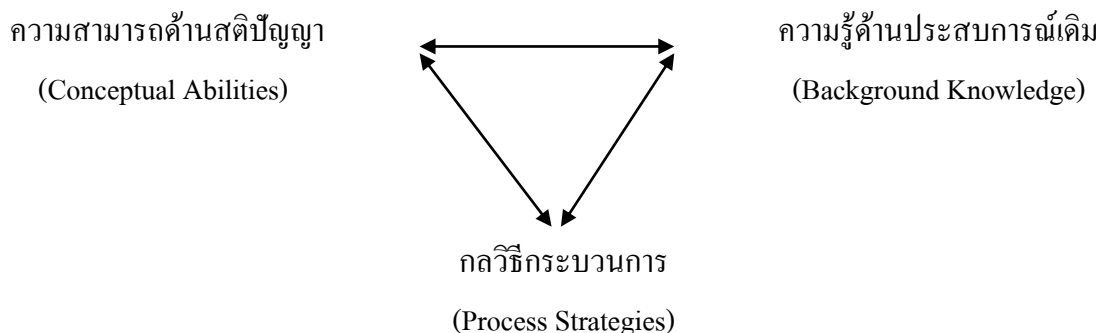 ความสามารถด้านสติปัญญา ความรู้ด้านประสบการณ์เดิม
(Conceptual Abilities) (Background Knowledge)
กลวิธีกระบวนการ
(Process Strategies)